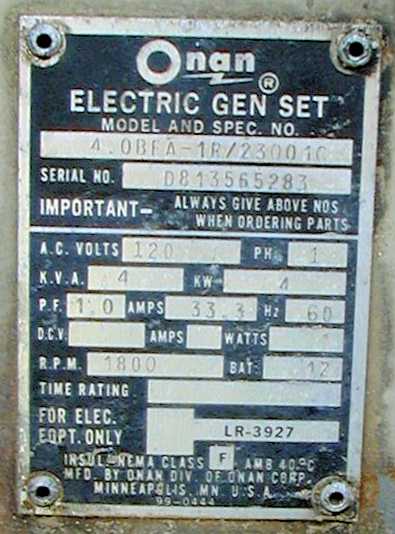 Onan ®
ELECTRIC GEN SET
MODEL AND SPEC. NO.
4.0BFA-1R/23001C
SERIAL NO. D813565283
IMPORTANT— ALWAYS GIVE ABOVE NOS
WHEN ORDERING PARTS
A.C. VOLTS 120 PH 1
K.V.A. 4 KW 4
P.F. 1.0 AMPS 33.3 Hz 60
D.C.V. AMPS WATTS
R.P.M. 1800 BAT. 12
TIME RATING
FOR ELEC.
EQPT. ONLY LR-3927
INSUL-NEMA CLASS F AMB 40°C
MFD. BY ONAN DIV. OF ONAN CORP.
MINNEAPOLIS, MN U.S.A.
99-0444